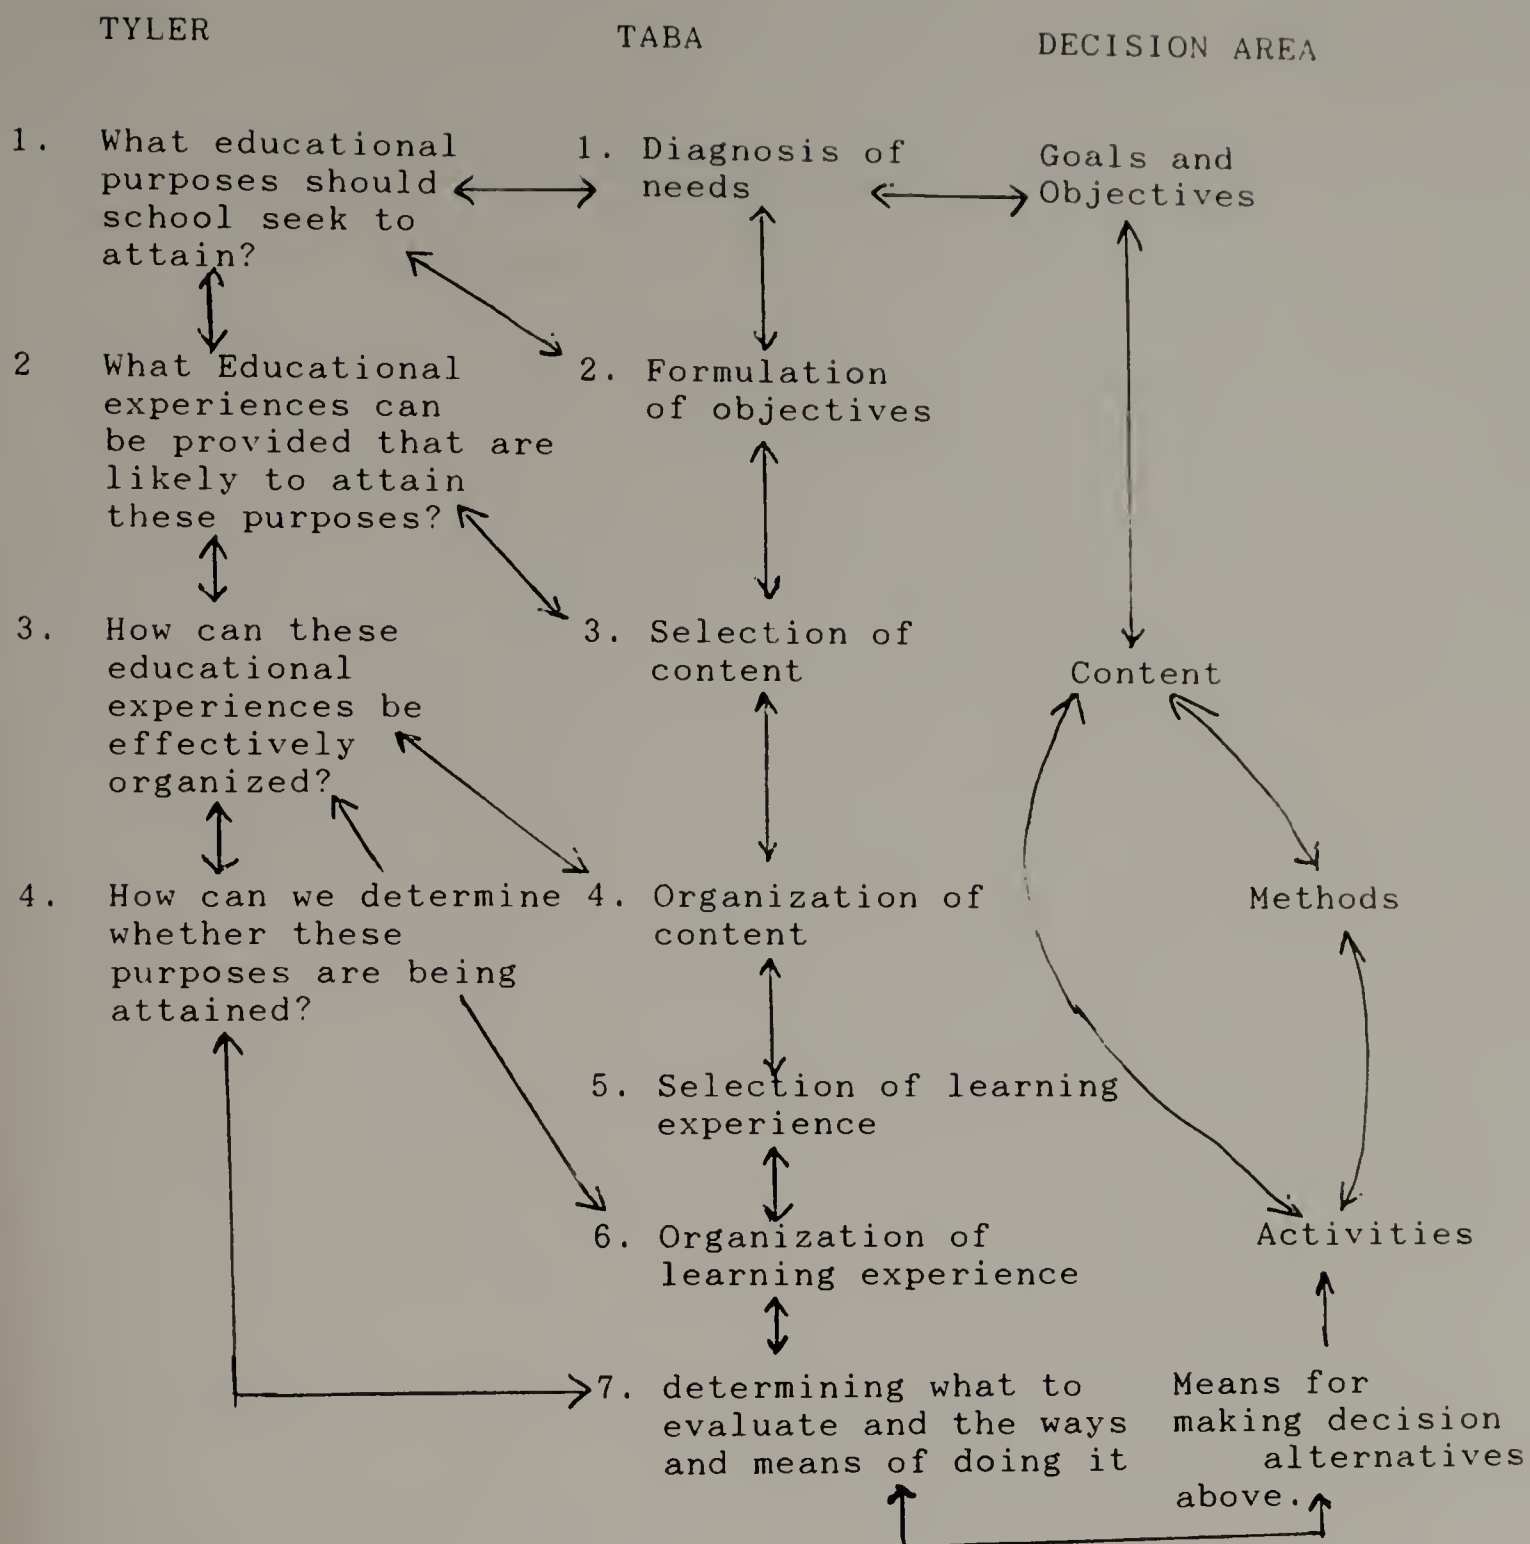 TYLER
TABA
DECISION AREA
1. What educational
purposes should
school seek to
attain?
2 What Educational
experiences can
be provided that are
likely to attain
these purposes?
3. How can these
educational
experiences be
effectively
organized?
4. How can we determine
whether these
purposes are being
attained?
1. Diagnosis of
needs
2. Formulation
of objectives
3. Selection of
content
4. Organization of
content
5. Selection of learning
experience
6. Organization of
learning experience
7. determining what to
evaluate and the ways
and means of doing it
Goals and
Objectives
Content
Methods
Activities
Means for
making decision
alternatives
above.